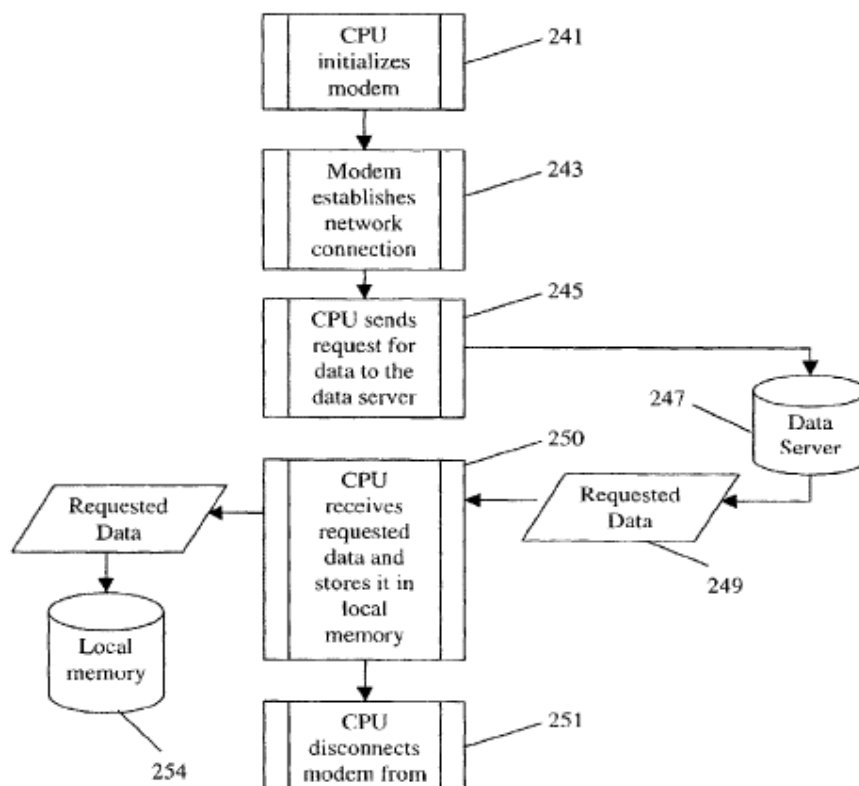 CPU
initializes
modem
241
Modem
establishes
network
connection
243
CPU sends
request for
data to the
data server
245
247
Data
Server
250
CPU
receives
requested
data and
stores it in
local
memory
Requested
Data
249
Requested
Data
Local
memory
254
CPU
disconnects
modem from
251